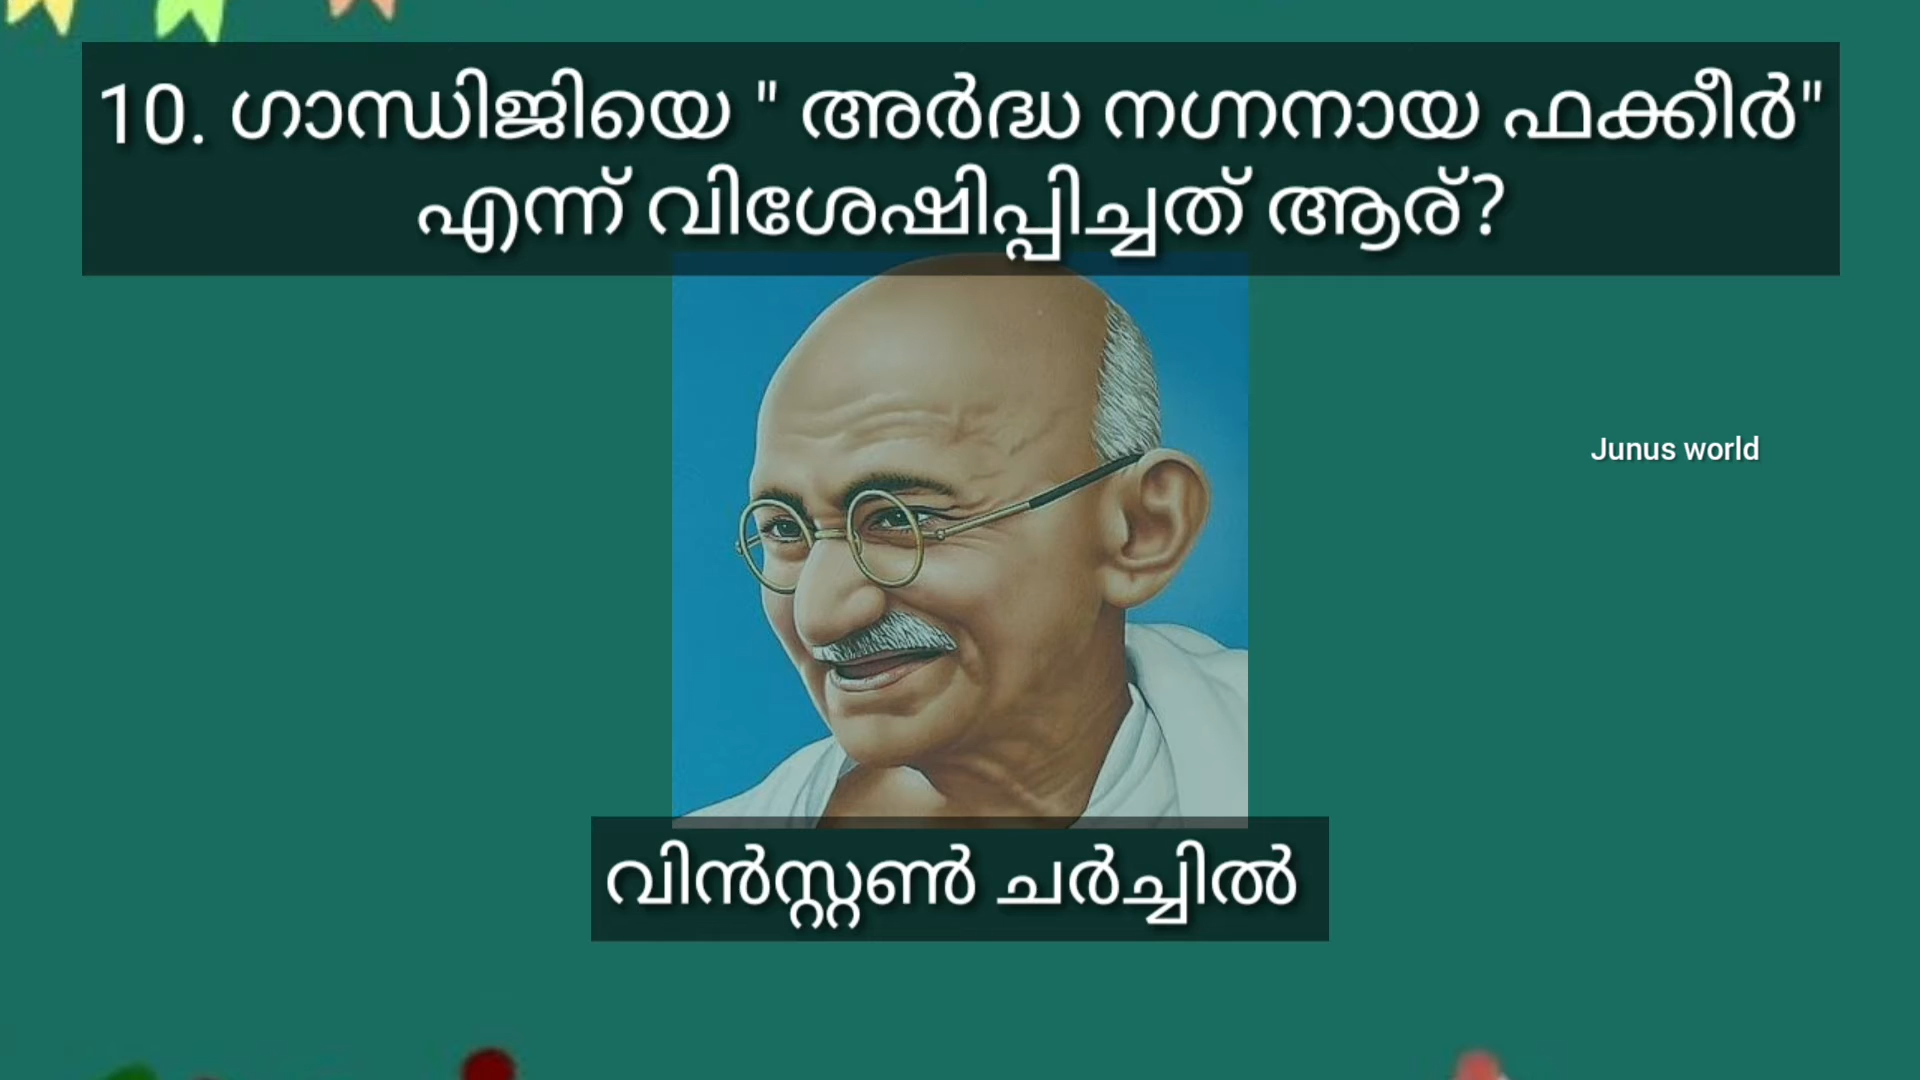 10. ഗാന്ധിജിയെ " അർദ്ധ നഗ്നനായ ഫക്കീർ"
എന്ന് വിശേഷിപ്പിച്ചത് ആര്?
Junus world
വിൻസ്റ്റൺ ചർച്ചിൽ